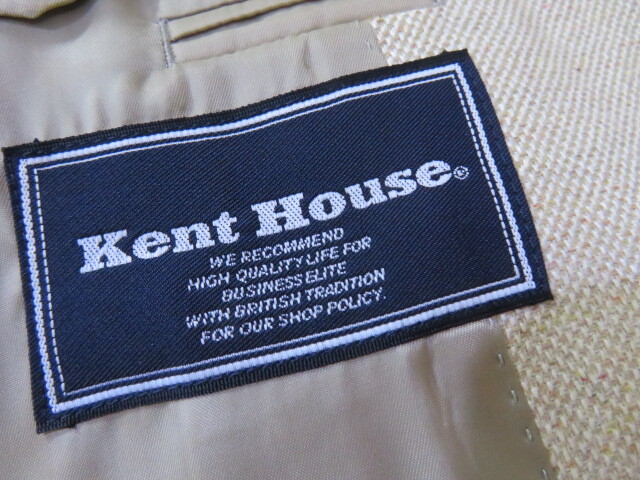 Kent House®
WE RECOMMEND
HIGH QUALITY LIFE FOR
BUSINESS ELITE
WITH BRITISH TRADITION
FOR OUR SHOP POLICY.